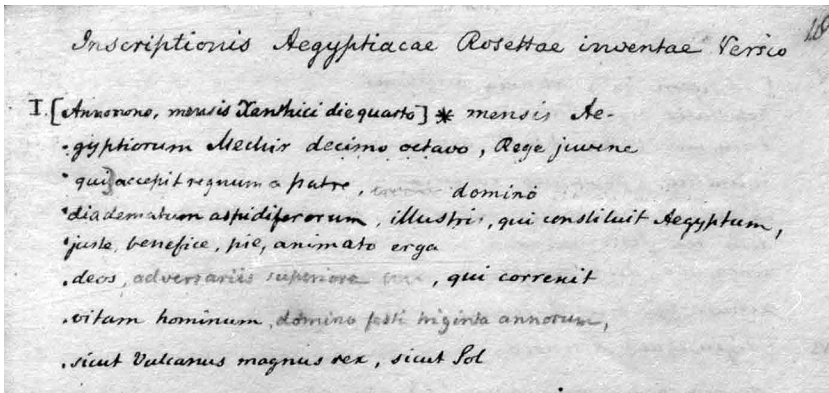 18
Inscriptionis Aegyptiacae Rosettae inventae Versio
I. [Anno nono, mensis Xanthici die quarto] * mensis Ae-
gyptiorum Mechir decimo octavo, Rege juvene
qui accepit regnum a patre, domino
diadematum aspidiferorum, illustri, qui constituit Aegyptum,
juste, benefice, pie, animato erga
deos, adversariis superiore, qui correxit
vitam hominum, domino festi triginta annorum,
sicut Vulcanus magnus rex, sicut Sol